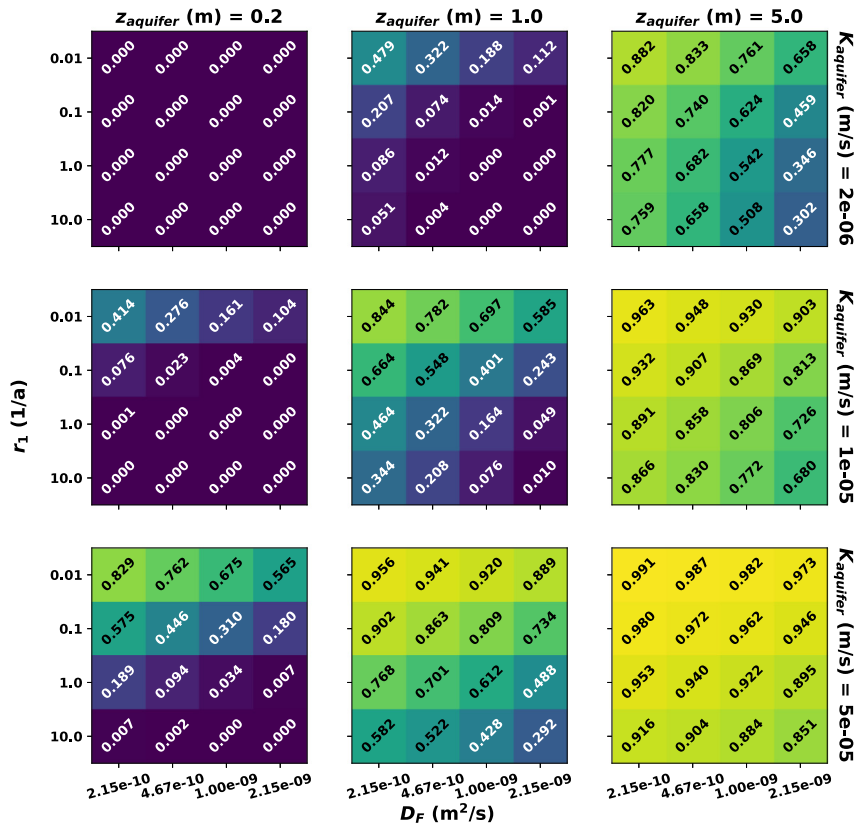 z_aquifer (m) = 0.2 z_aquifer (m) = 1.0 z_aquifer (m) = 5.0
0.01 0.000 0.000 0.000 0.000 0.479 0.322 0.188 0.112 0.882 0.833 0.761 0.658
0.1 0.000 0.000 0.000 0.000 0.207 0.074 0.014 0.001 0.820 0.740 0.624 0.459
1.0 0.000 0.000 0.000 0.000 0.086 0.012 0.000 0.000 0.777 0.682 0.542 0.346
10.0 0.000 0.000 0.000 0.000 0.051 0.004 0.000 0.000 0.759 0.658 0.508 0.302
K_aquifer (m/s) = 2e-06
0.01 0.414 0.276 0.161 0.104 0.844 0.782 0.697 0.585 0.963 0.948 0.930 0.903
0.1 0.076 0.023 0.004 0.000 0.664 0.548 0.401 0.243 0.932 0.907 0.869 0.813
1.0 0.001 0.000 0.000 0.000 0.464 0.322 0.164 0.049 0.891 0.858 0.806 0.726
10.0 0.000 0.000 0.000 0.000 0.344 0.208 0.076 0.010 0.866 0.830 0.772 0.680
K_aquifer (m/s) = 1e-05
r₁ (1/a)
0.01 0.829 0.762 0.675 0.565 0.956 0.941 0.920 0.889 0.991 0.987 0.982 0.973
0.1 0.575 0.446 0.310 0.180 0.902 0.863 0.809 0.734 0.980 0.972 0.962 0.946
1.0 0.189 0.094 0.034 0.007 0.768 0.701 0.612 0.488 0.953 0.940 0.922 0.895
10.0 0.007 0.002 0.000 0.000 0.582 0.522 0.428 0.292 0.916 0.904 0.884 0.851
K_aquifer (m/s) = 5e-05
2.15e-10 4.67e-10 1.00e-09 2.15e-09 2.15e-10 4.67e-10 1.00e-09 2.15e-09 2.15e-10 4.67e-10 1.00e-09 2.15e-09
D_F (m²/s)